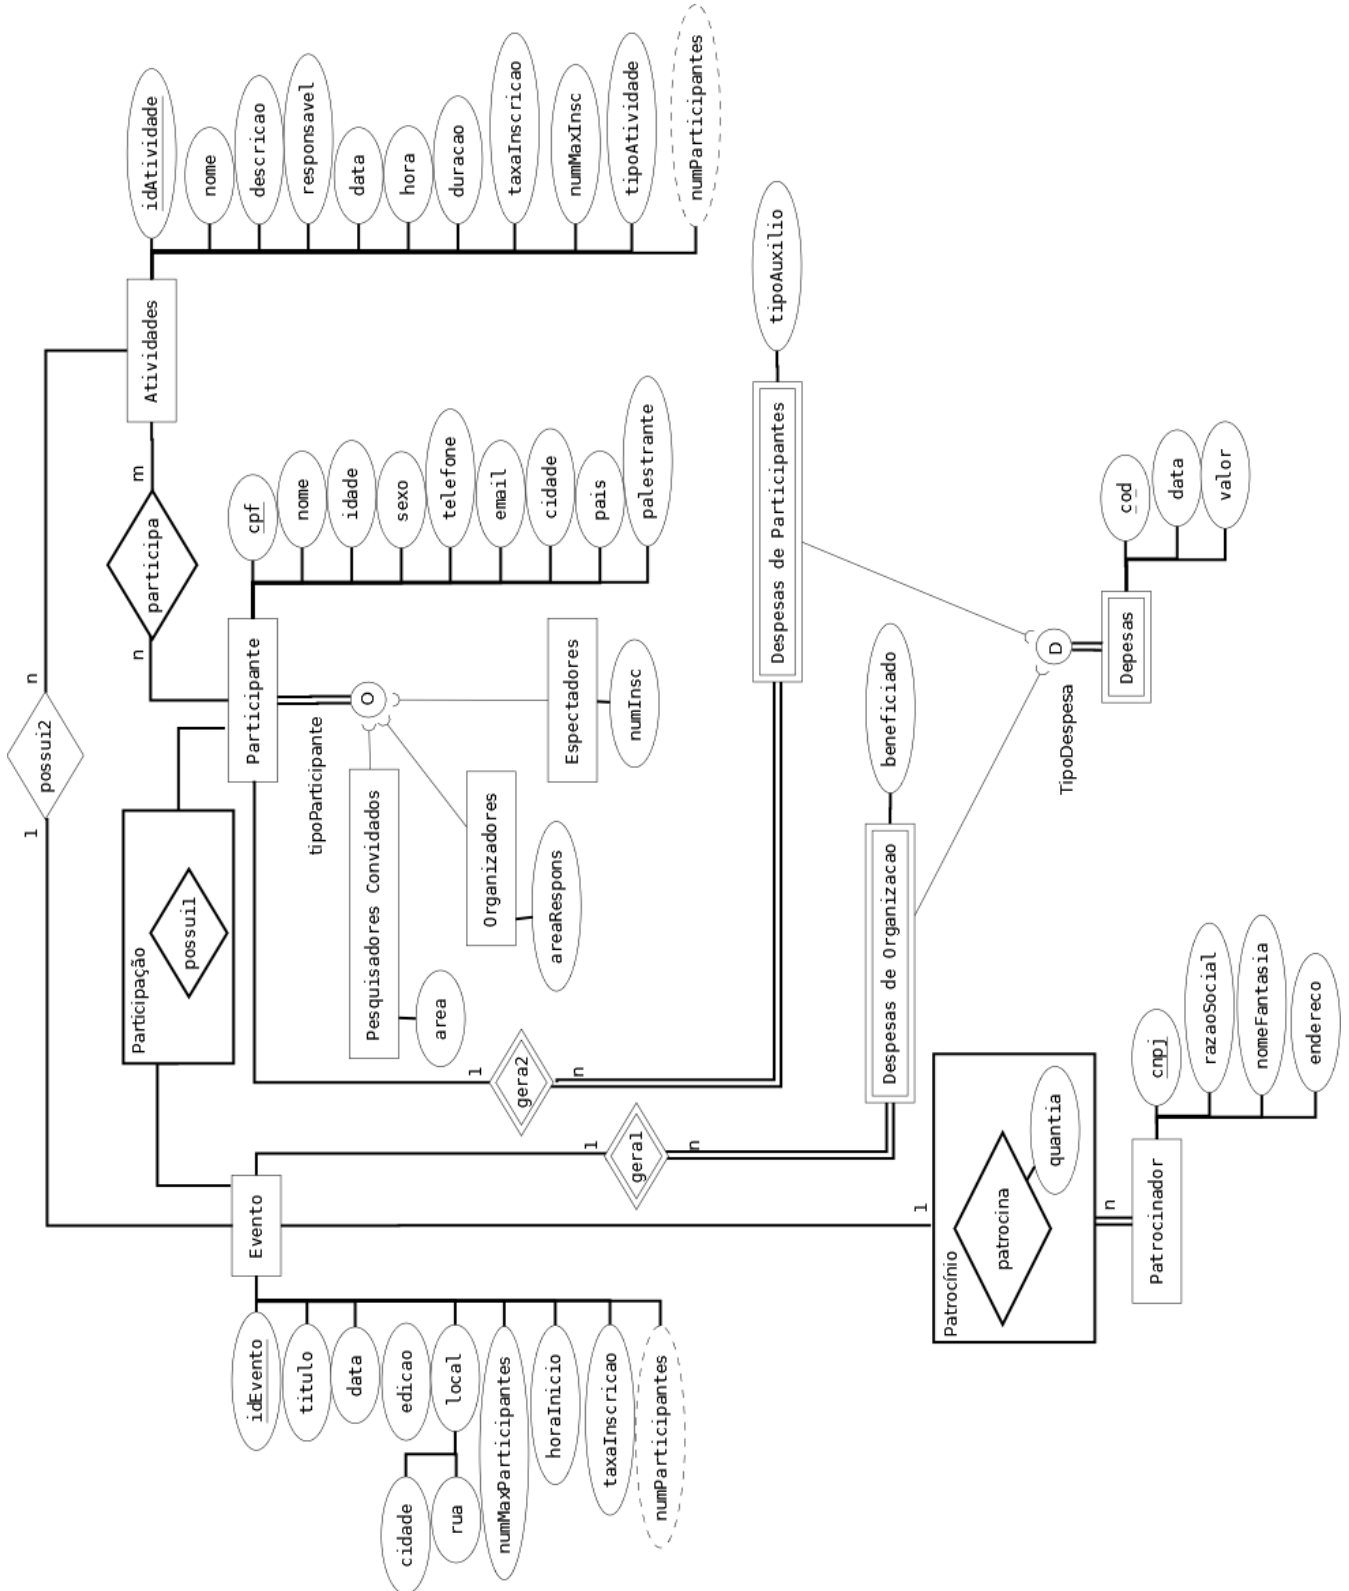 possui2
1
n
Atividades
idAtividade
nome
descricao
responsavel
data
hora
duracao
taxaInscricao
numMaxInsc
tipoAtividade
numParticipantes
participa
n
m
Participação
possui1
Participante
cpf
nome
idade
sexo
telefone
email
cidade
pais
palestrante
tipoParticipante
O
Pesquisadores Convidados
area
Organizadores
areaRespons
Espectadores
numInsc
Evento
idEvento
titulo
data
edicao
local
cidade
rua
numMaxParticipantes
horaInicio
taxaInscricao
numParticipantes
1
gera2
n
1
gera1
n
Despesas de Participantes
tipoAuxilio
Despesas de Organizacao
beneficiado
D
TipoDespesa
Depesas
cod
data
valor
1
Patrocínio
patrocina
quantia
n
Patrocinador
cnpj
razaoSocial
nomeFantasia
endereco